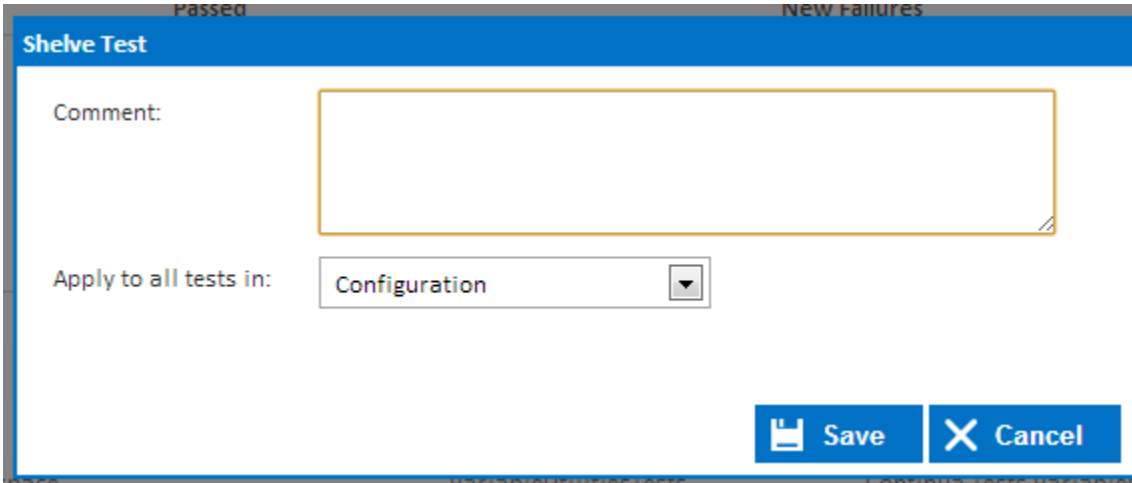 Passed New Failures
Shelve Test
Comment:
Apply to all tests in: Configuration
Save Cancel